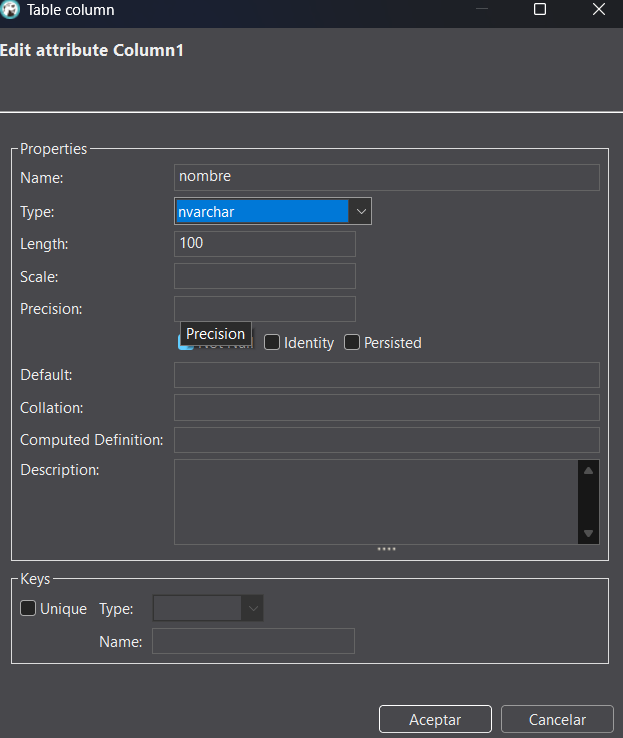 Table column
Edit attribute Column1
Properties
Name: nombre
Type: nvarchar
Length: 100
Scale:
Precision:
Precision
Identity Persisted
Default:
Collation:
Computed Definition:
Description:
Keys
Unique Type:
Name:
Aceptar Cancelar